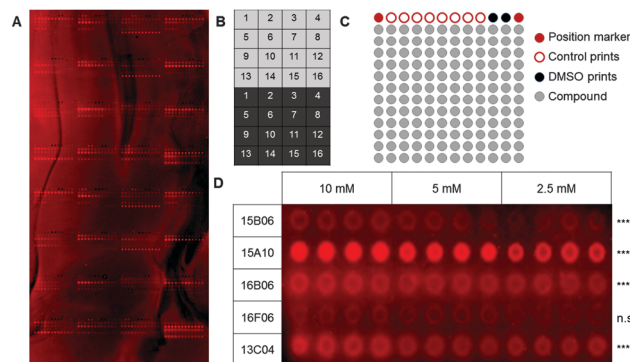 A
B
1 2 3 4
5 6 7 8
9 10 11 12
13 14 15 16
1 2 3 4
5 6 7 8
9 10 11 12
13 14 15 16
C
Position marker
Control prints
DMSO prints
Compound
D
10 mM 5 mM 2.5 mM
15B06 ***
15A10 ***
16B06 ***
16F06 n.s
13C04 ***